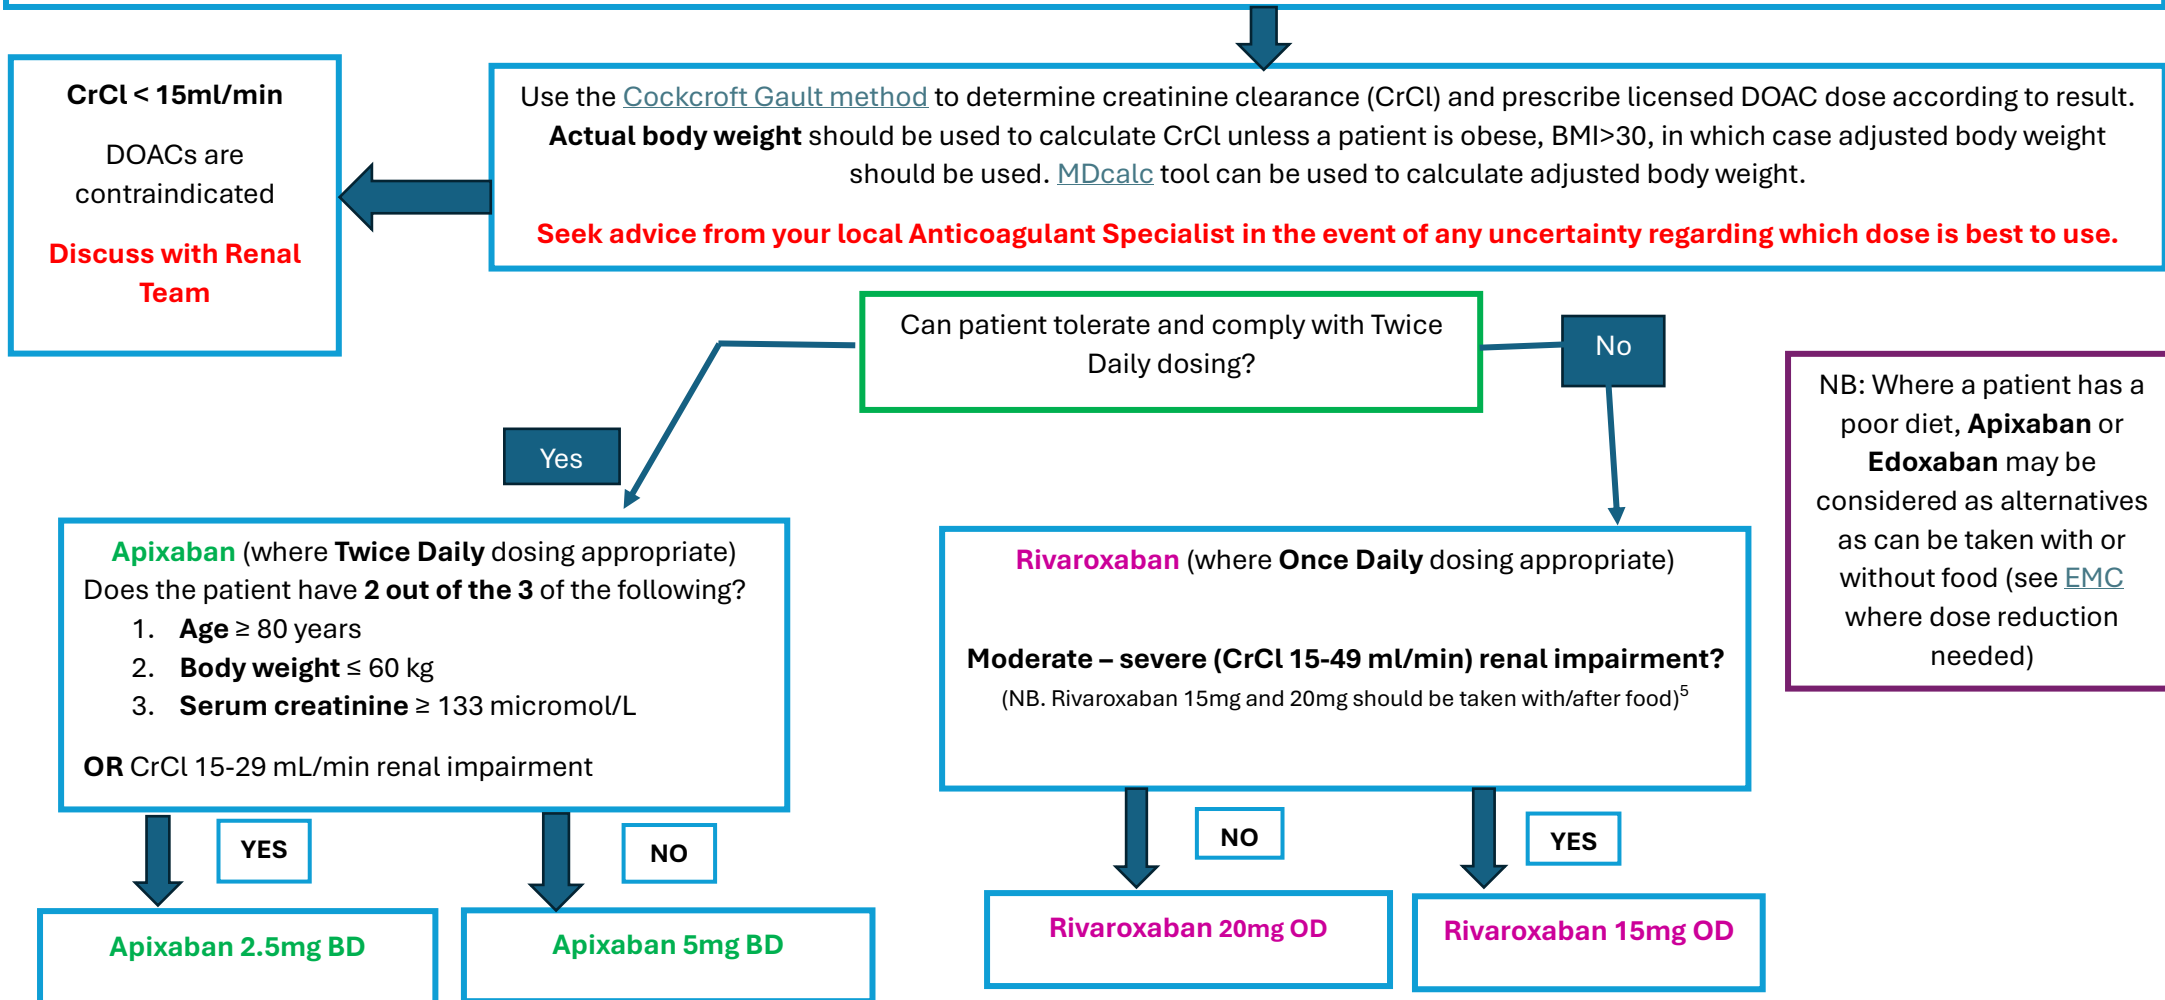 CrCl < 15ml/min
DOACs are
contraindicated
Discuss with Renal
Team
Use the Cockcroft Gault method to determine creatinine clearance (CrCl) and prescribe licensed DOAC dose according to result.
Actual body weight should be used to calculate CrCl unless a patient is obese, BMI>30, in which case adjusted body weight
should be used. MDcalc tool can be used to calculate adjusted body weight.
Seek advice from your local Anticoagulant Specialist in the event of any uncertainty regarding which dose is best to use.
Can patient tolerate and comply with Twice
Daily dosing?
No
Yes
NB: Where a patient has a
poor diet, Apixaban or
Edoxaban may be
considered as alternatives
as can be taken with or
without food (see EMC
where dose reduction
needed)
Apixaban (where Twice Daily dosing appropriate)
Does the patient have 2 out of the 3 of the following?
1. Age ≥ 80 years
2. Body weight ≤ 60 kg
3. Serum creatinine ≥ 133 micromol/L
OR CrCl 15-29 mL/min renal impairment
Rivaroxaban (where Once Daily dosing appropriate)
Moderate – severe (CrCl 15-49 ml/min) renal impairment?
(NB. Rivaroxaban 15mg and 20mg should be taken with/after food)5
YES
NO
NO
YES
Apixaban 2.5mg BD
Apixaban 5mg BD
Rivaroxaban 20mg OD
Rivaroxaban 15mg OD